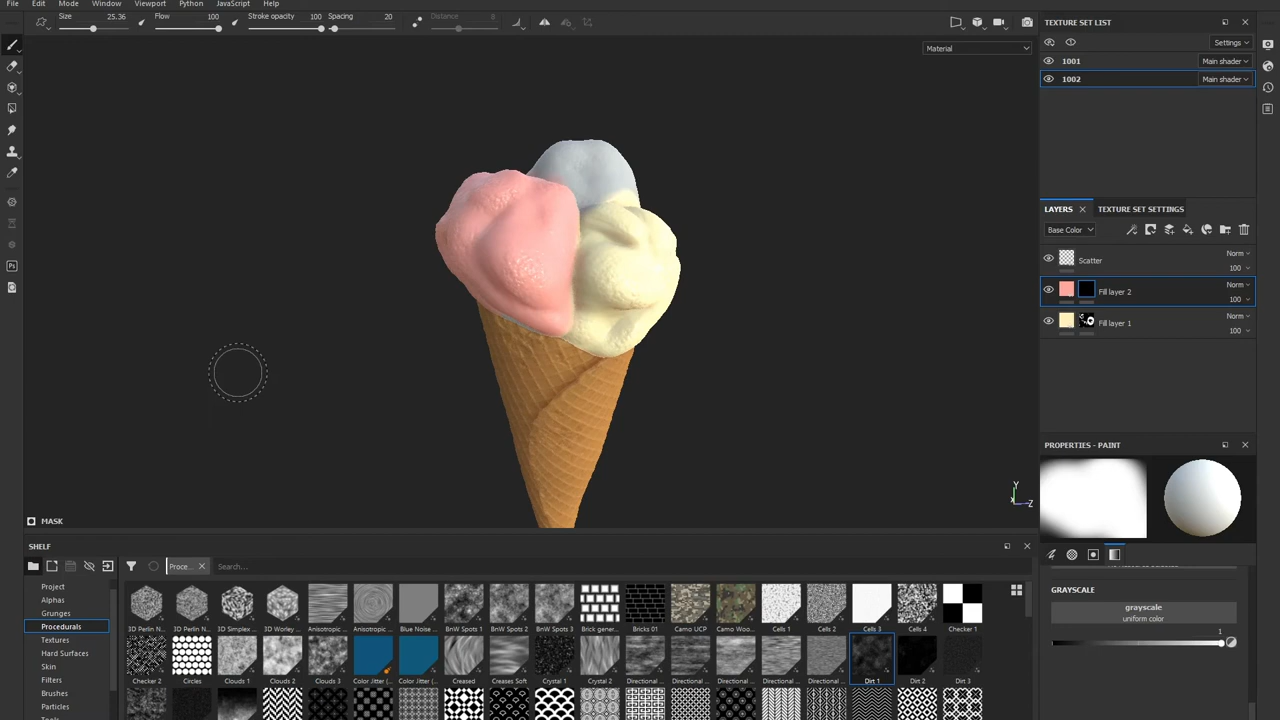 File Edit Mode Window Viewport Python JavaScript Help
Size 25.36 Flow 100 Stroke opacity 100 Spacing 20 Distance 8
Material
TEXTURE SET LIST
Settings
1001 Main shader
1002 Main shader
LAYERS TEXTURE SET SETTINGS
Base Color
Scatter Norm 100
Fill layer 2 Norm 100
Fill layer 1 Norm 100
PROPERTIES - PAINT
GRAYSCALE
grayscale
uniform color
1
Y
Z
MASK
SHELF
Proce... Search...
Project
Alphas
Grunges
Procedurals
Textures
Hard Surfaces
Skin
Filters
Brushes
Particles
Tools
3D Perlin N... 3D Perlin N... 3D Simplex ... 3D Worley ... Anisotropic ... Anisotropic ... Blue Noise ... BnW Spots 1 BnW Spots 2 BnW Spots 3 Brick gener... Bricks 01 Camo UCP Camo Woo... Cells 1 Cells 2 Cells 3 Cells 4 Checker 1
Checker 2 Circles Clouds 1 Clouds 2 Clouds 3 Color Jitter (... Color Jitter (... Creased Creases Soft Crystal 1 Crystal 2 Directional ... Directional ... Directional ... Directional ... Directional ... Dirt 1 Dirt 2 Dirt 3